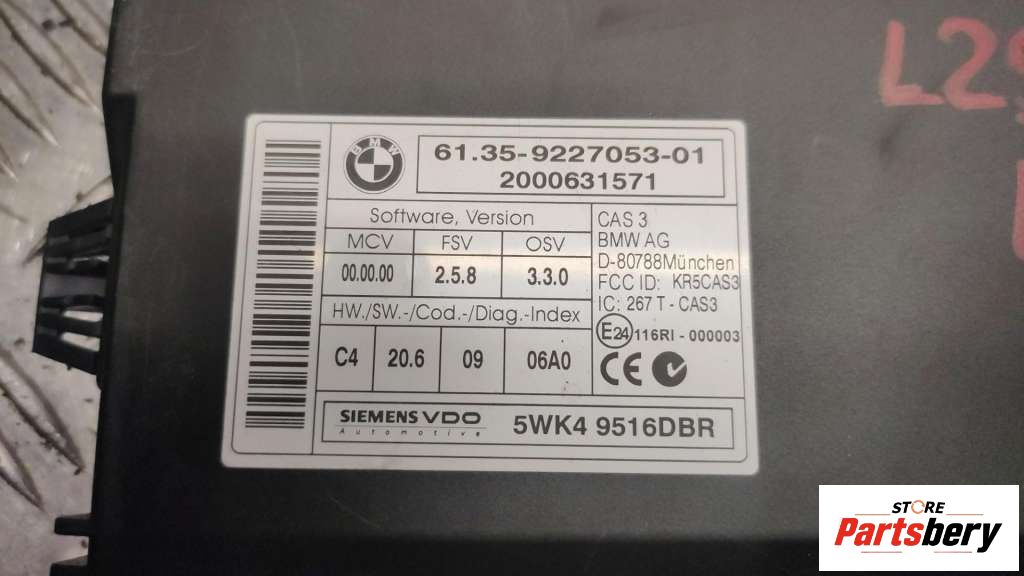 BMW
61.35-9227053-01
2000631571
Software, Version
MCV FSV OSV
00.00.00 2.5.8 3.3.0
HW./SW.-/Cod.-/Diag.-Index
C4 20.6 09 06A0
SIEMENS VDO
Automotive
5WK4 9516DBR
CAS 3
BMW AG
D-80788München
FCC ID: KR5CAS3
IC: 267 T - CAS3
E24 116RI - 000003
CE
STORE
Partsbery